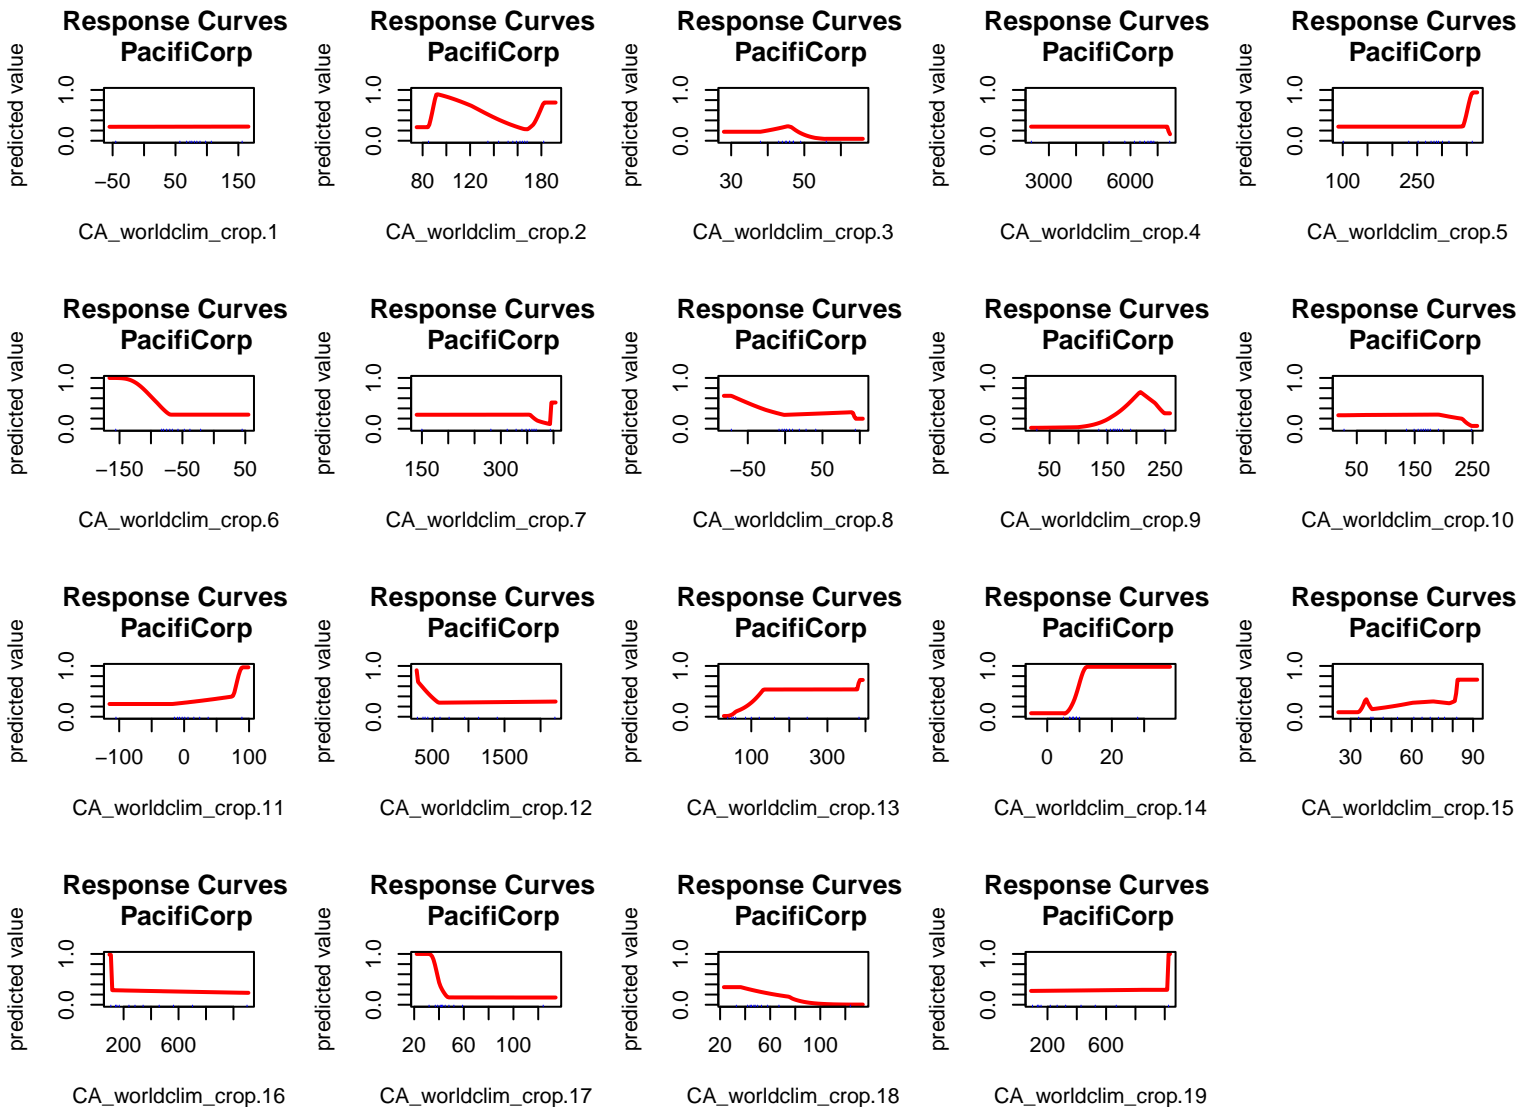 Response Curves
PacifiCorp
predicted value
0.0 1.0
−50 50 150
CA_worldclim_crop.1
Response Curves
PacifiCorp
predicted value
0.0 1.0
80 120 180
CA_worldclim_crop.2
Response Curves
PacifiCorp
predicted value
0.0 1.0
30 50
CA_worldclim_crop.3
Response Curves
PacifiCorp
predicted value
0.0 1.0
3000 6000
CA_worldclim_crop.4
Response Curves
PacifiCorp
predicted value
0.0 1.0
100 250
CA_worldclim_crop.5
Response Curves
PacifiCorp
predicted value
0.0 1.0
−150 −50 50
CA_worldclim_crop.6
Response Curves
PacifiCorp
predicted value
0.0 1.0
150 300
CA_worldclim_crop.7
Response Curves
PacifiCorp
predicted value
0.0 1.0
−50 50
CA_worldclim_crop.8
Response Curves
PacifiCorp
predicted value
0.0 1.0
50 150 250
CA_worldclim_crop.9
Response Curves
PacifiCorp
predicted value
0.0 1.0
50 150 250
CA_worldclim_crop.10
Response Curves
PacifiCorp
predicted value
0.0 1.0
−100 0 100
CA_worldclim_crop.11
Response Curves
PacifiCorp
predicted value
0.0 1.0
500 1500
CA_worldclim_crop.12
Response Curves
PacifiCorp
predicted value
0.0 1.0
100 300
CA_worldclim_crop.13
Response Curves
PacifiCorp
predicted value
0.0 1.0
0 20
CA_worldclim_crop.14
Response Curves
PacifiCorp
predicted value
0.0 1.0
30 60 90
CA_worldclim_crop.15
Response Curves
PacifiCorp
predicted value
0.0 1.0
200 600
CA_worldclim_crop.16
Response Curves
PacifiCorp
predicted value
0.0 1.0
20 60 100
CA_worldclim_crop.17
Response Curves
PacifiCorp
predicted value
0.0 1.0
20 60 100
CA_worldclim_crop.18
Response Curves
PacifiCorp
predicted value
0.0 1.0
200 600
CA_worldclim_crop.19